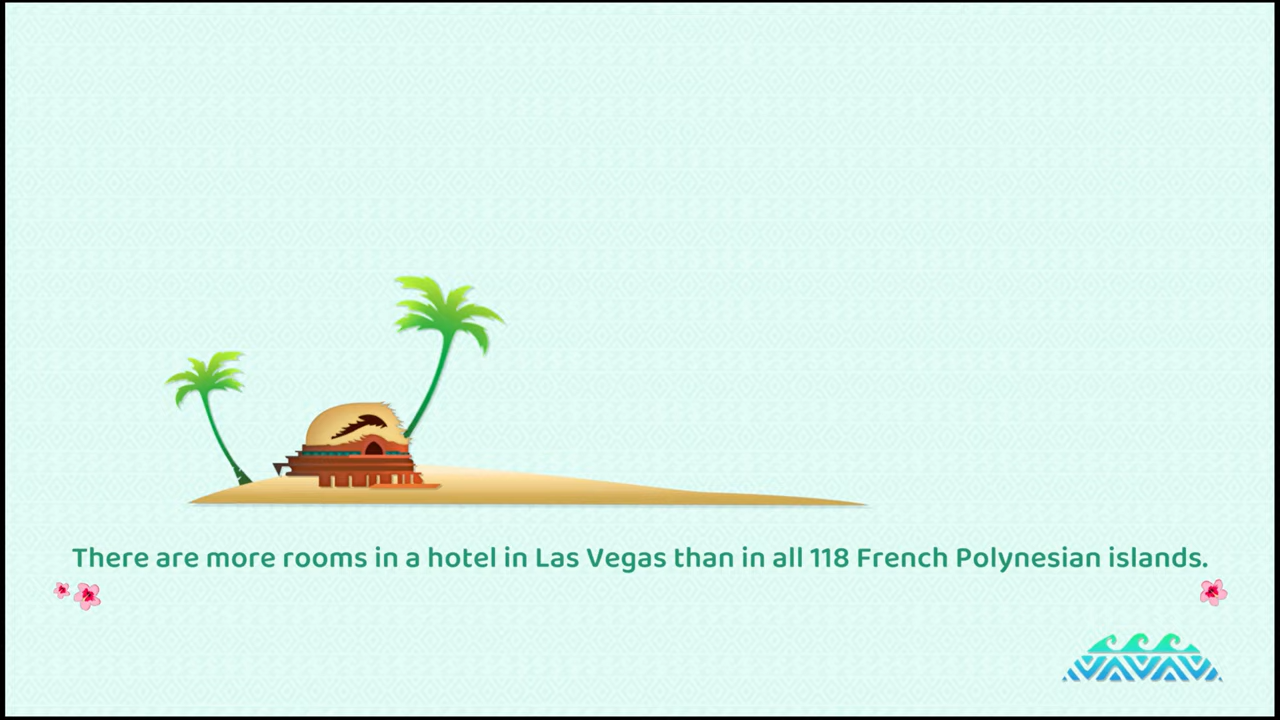 There are more rooms in a hotel in Las Vegas than in all 118 French Polynesian islands.